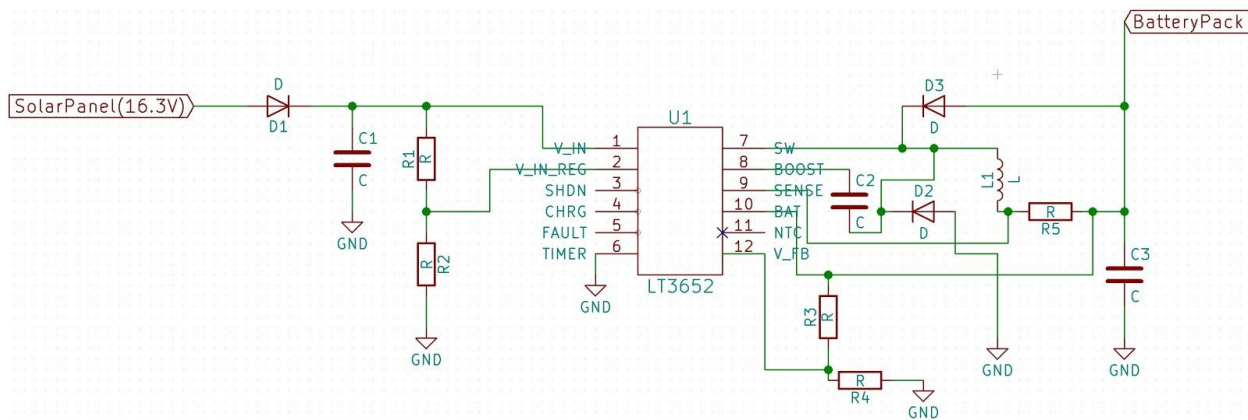 BatteryPack
SolarPanel(16.3V)
D
D1
D3
D
C1
C
R1
R
GND
R2
R
GND
U1
LT3652
1
V_IN
2
V_IN_REG
3
SHDN
4
CHRG
5
FAULT
6
TIMER
GND
7
SW
8
BOOST
9
SENSE
10
BAT
11
NTC
12
V_FB
C2
C
D2
D
L1
L
R
R5
C3
C
R3
R
R
R4
GND
GND
GND